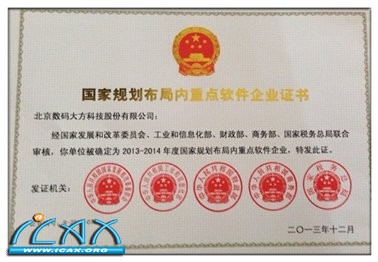 国家规划布局内重点软件企业证书
北京数码大方科技股份有限公司：
经国家发展和改革委员会、工业和信息化部、财政部、商务部、国家税务总局联合
审核，你单位被确定为2013-2014年度国家规划布局内重点软件企业，特发此证。
发证机关：
二〇一三年十二月
iCAX
WWW.ICAX.ORG